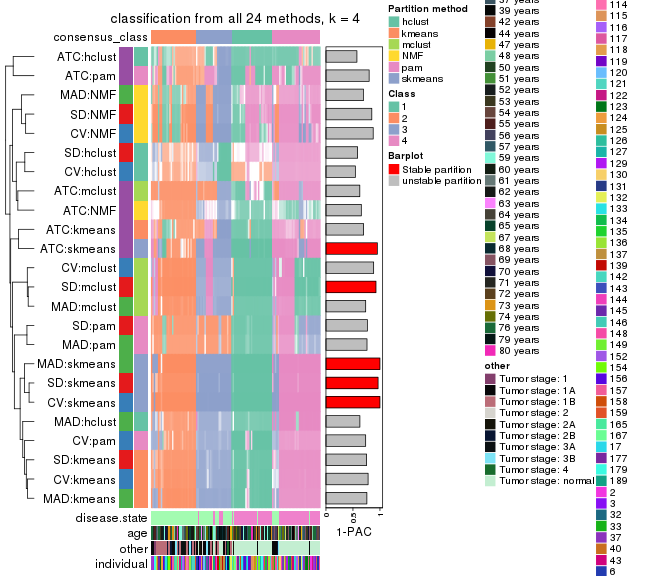 classification from all 24 methods, k = 4
consensus_class
ATC:hclust
ATC:pam
MAD:NMF
SD:NMF
CV:NMF
SD:hclust
CV:hclust
ATC:mclust
ATC:NMF
ATC:kmeans
ATC:skmeans
CV:mclust
SD:mclust
MAD:mclust
SD:pam
MAD:pam
MAD:skmeans
SD:skmeans
CV:skmeans
MAD:hclust
CV:pam
SD:kmeans
CV:kmeans
MAD:kmeans
disease.state
age
other
individual
0
0.5
1
1-PAC
Partition method
hclust
kmeans
mclust
NMF
pam
skmeans
Class
1
2
3
4
Barplot
Stable partition
unstable partition
39 years
42 years
44 years
47 years
48 years
50 years
51 years
52 years
53 years
54 years
55 years
56 years
57 years
59 years
60 years
61 years
62 years
63 years
64 years
65 years
67 years
68 years
69 years
70 years
71 years
72 years
73 years
74 years
76 years
79 years
80 years
other
Tumor stage: 1
Tumor stage: 1A
Tumor stage: 1B
Tumor stage: 2
Tumor stage: 2A
Tumor stage: 2B
Tumor stage: 3A
Tumor stage: 3B
Tumor stage: 4
Tumor stage: normal
114
115
116
117
118
119
120
121
122
123
124
125
126
127
129
130
131
132
133
134
135
136
137
139
142
143
144
145
146
148
149
152
154
156
157
158
159
165
167
17
177
179
189
2
3
32
33
37
40
43
6